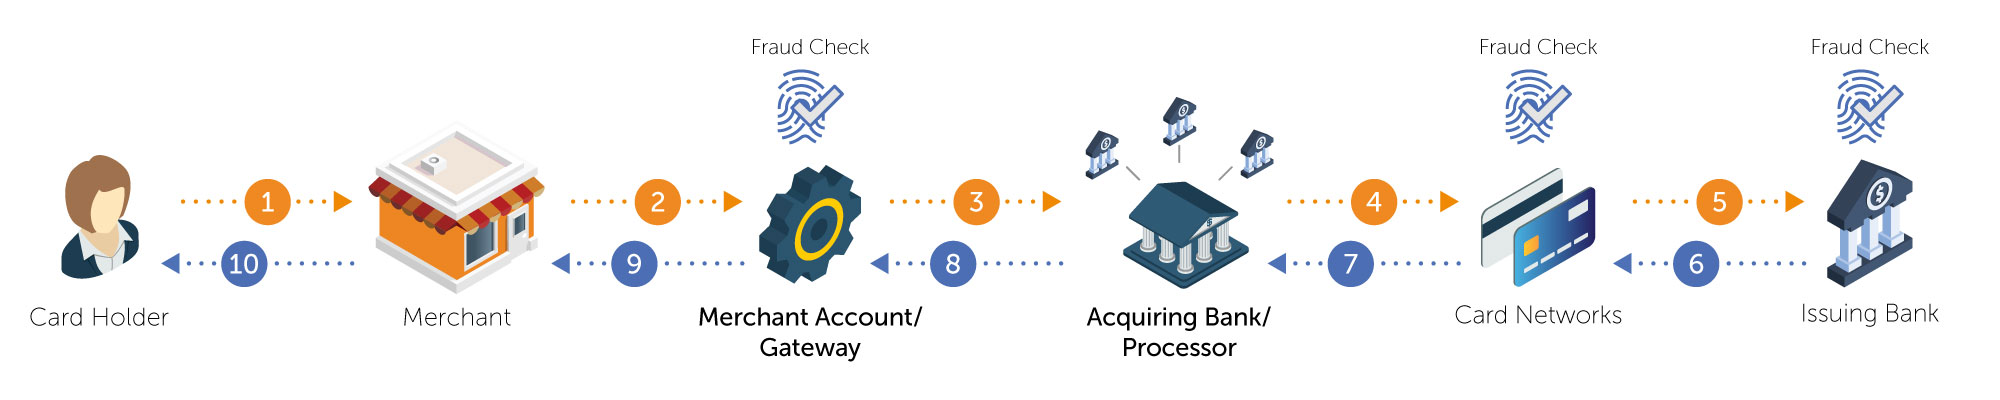 Fraud Check
Fraud Check
Fraud Check
1
2
3
4
5
10
9
8
7
6
Card Holder
Merchant
Merchant Account/
Gateway
Acquiring Bank/
Processor
Card Networks
Issuing Bank